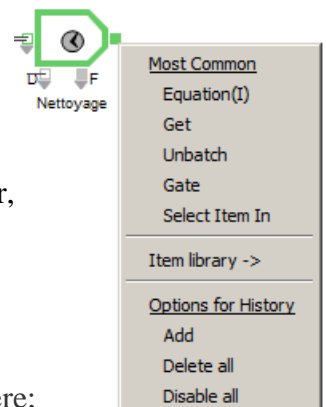 D F
Nettoyage
Most Common
Equation(I)
Get
Unbatch
Gate
Select Item In
Item library ->
Options for History
Add
Delete all
Disable all
r,
ere: